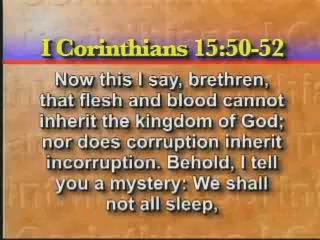 I Corinthians 15:50-52
Now this I say, brethren,
that flesh and blood cannot
inherit the kingdom of God;
nor does corruption inherit
incorruption. Behold, I tell
you a mystery: We shall
not all sleep,